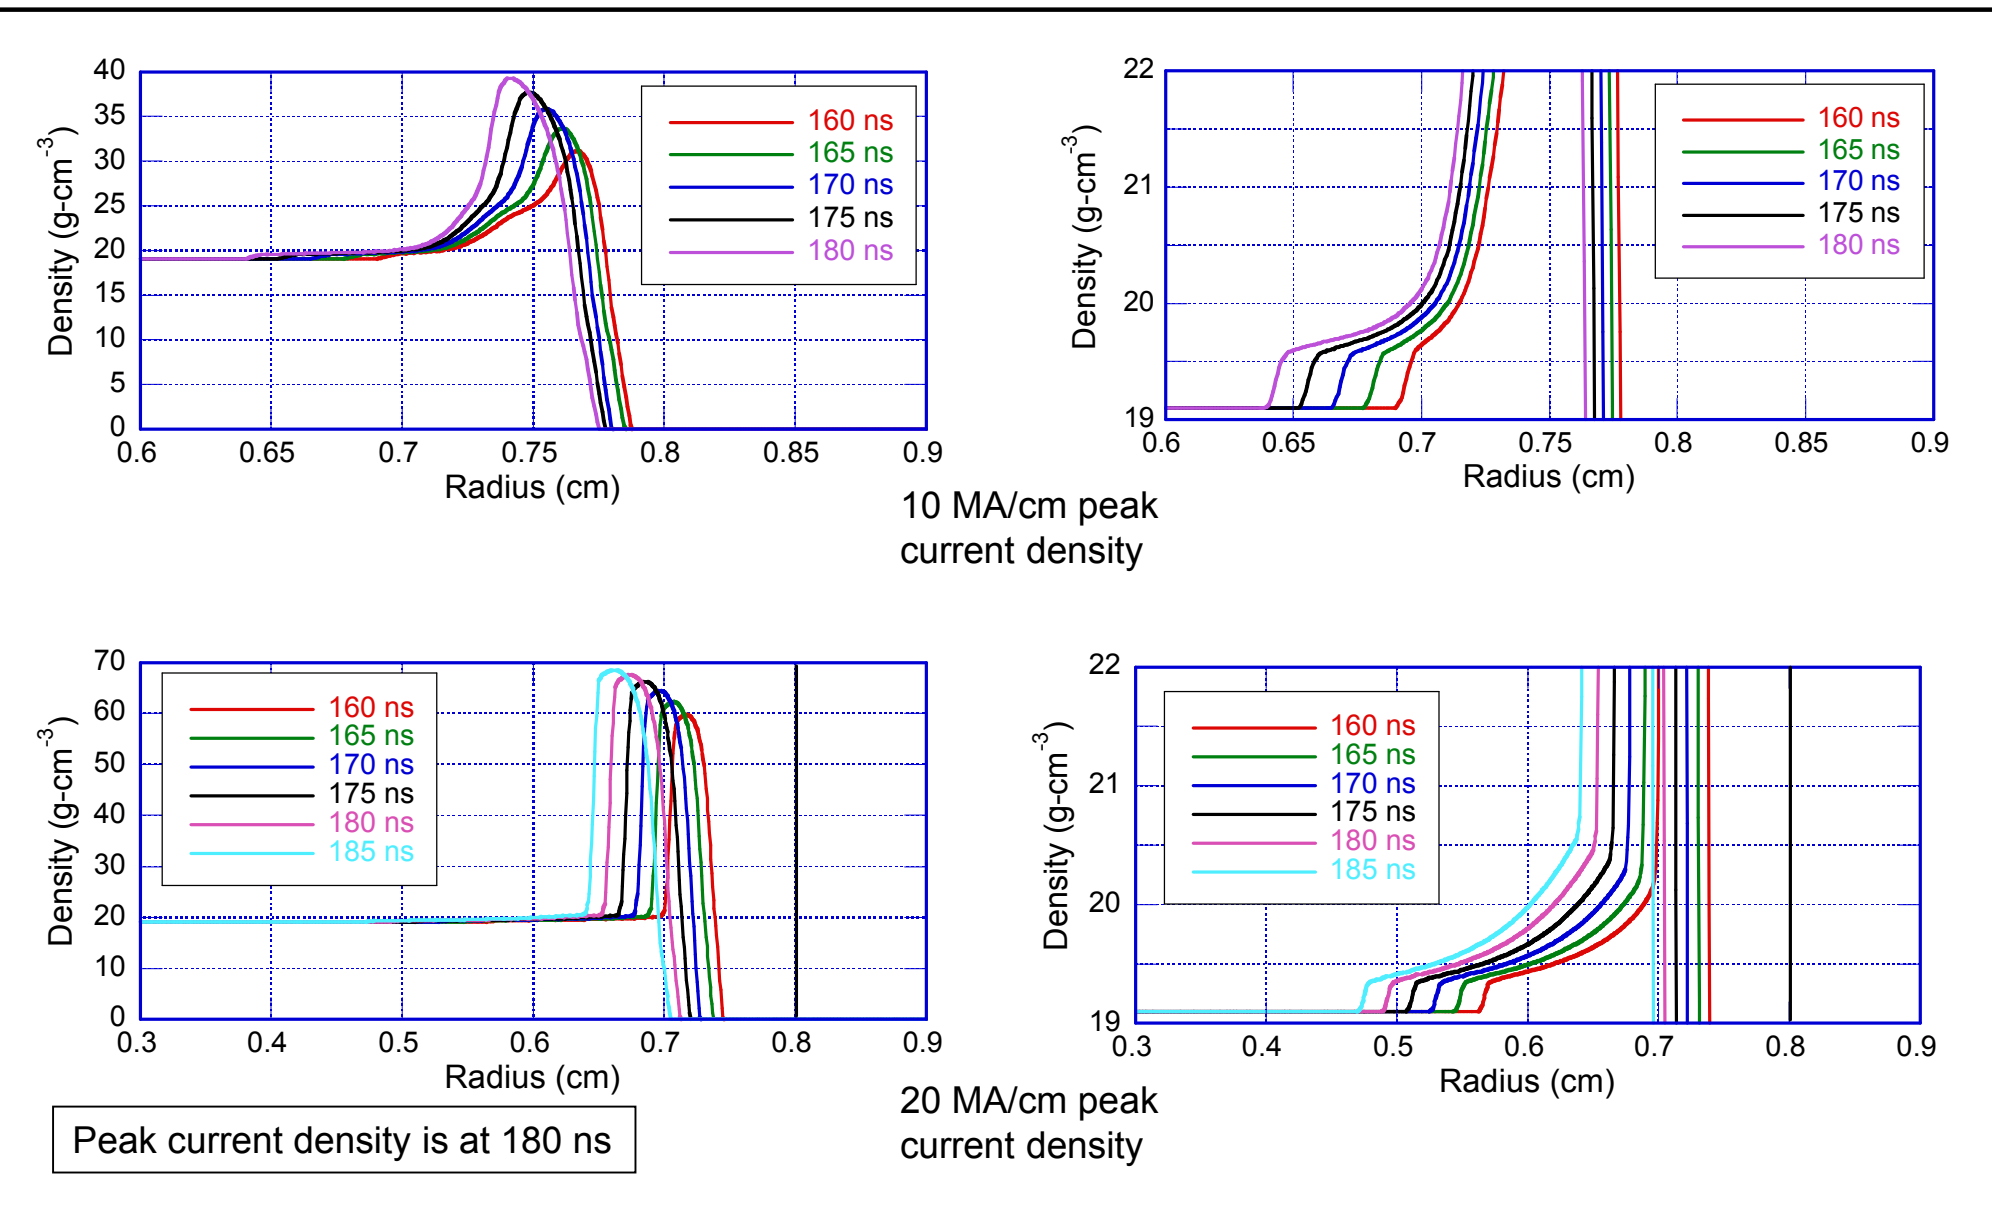 40
35
30
25
20
15
10
5
0
Density (g-cm-3)
0.6 0.65 0.7 0.75 0.8 0.85 0.9
Radius (cm)
160 ns
165 ns
170 ns
175 ns
180 ns
22
21
20
19
Density (g-cm-3)
0.6 0.65 0.7 0.75 0.8 0.85 0.9
Radius (cm)
160 ns
165 ns
170 ns
175 ns
180 ns
10 MA/cm peak
current density
70
60
50
40
30
20
10
0
Density (g-cm-3)
0.3 0.4 0.5 0.6 0.7 0.8 0.9
Radius (cm)
160 ns
165 ns
170 ns
175 ns
180 ns
185 ns
22
21
20
19
Density (g-cm-3)
0.3 0.4 0.5 0.6 0.7 0.8 0.9
Radius (cm)
160 ns
165 ns
170 ns
175 ns
180 ns
185 ns
20 MA/cm peak
current density
Peak current density is at 180 ns